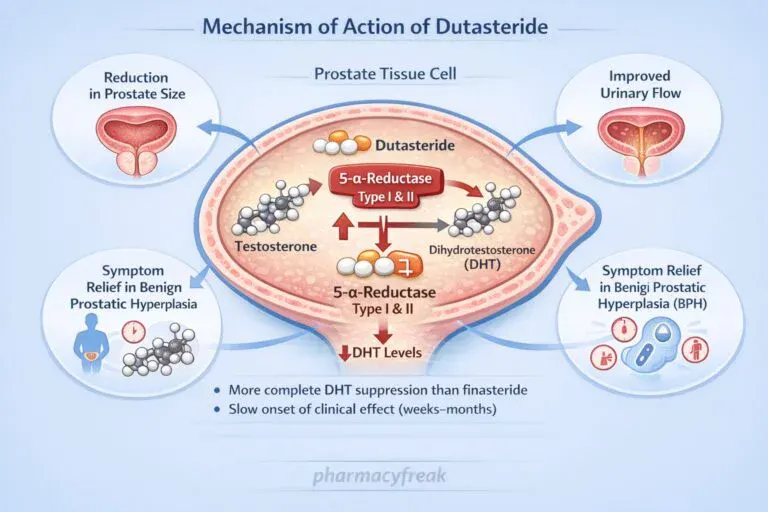 Mechanism of Action of Dutasteride
Prostate Tissue Cell
Reduction
in Prostate Size
Improved
Urinary Flow
Dutasteride
5-α-Reductase
Type I & II
Testosterone
Dihydrotestosterone
(DHT)
5-α-Reductase
Type I & II
DHT Levels
Symptom
Relief in Benign
Prostatic Hyperplasia
Symptom Relief
in Benigi Prostatic
Hyperplasia (BPH)
• More complete DHT suppression than finasteride
• Slow onset of clinical effect (weeks–months)
pharmacyfreak